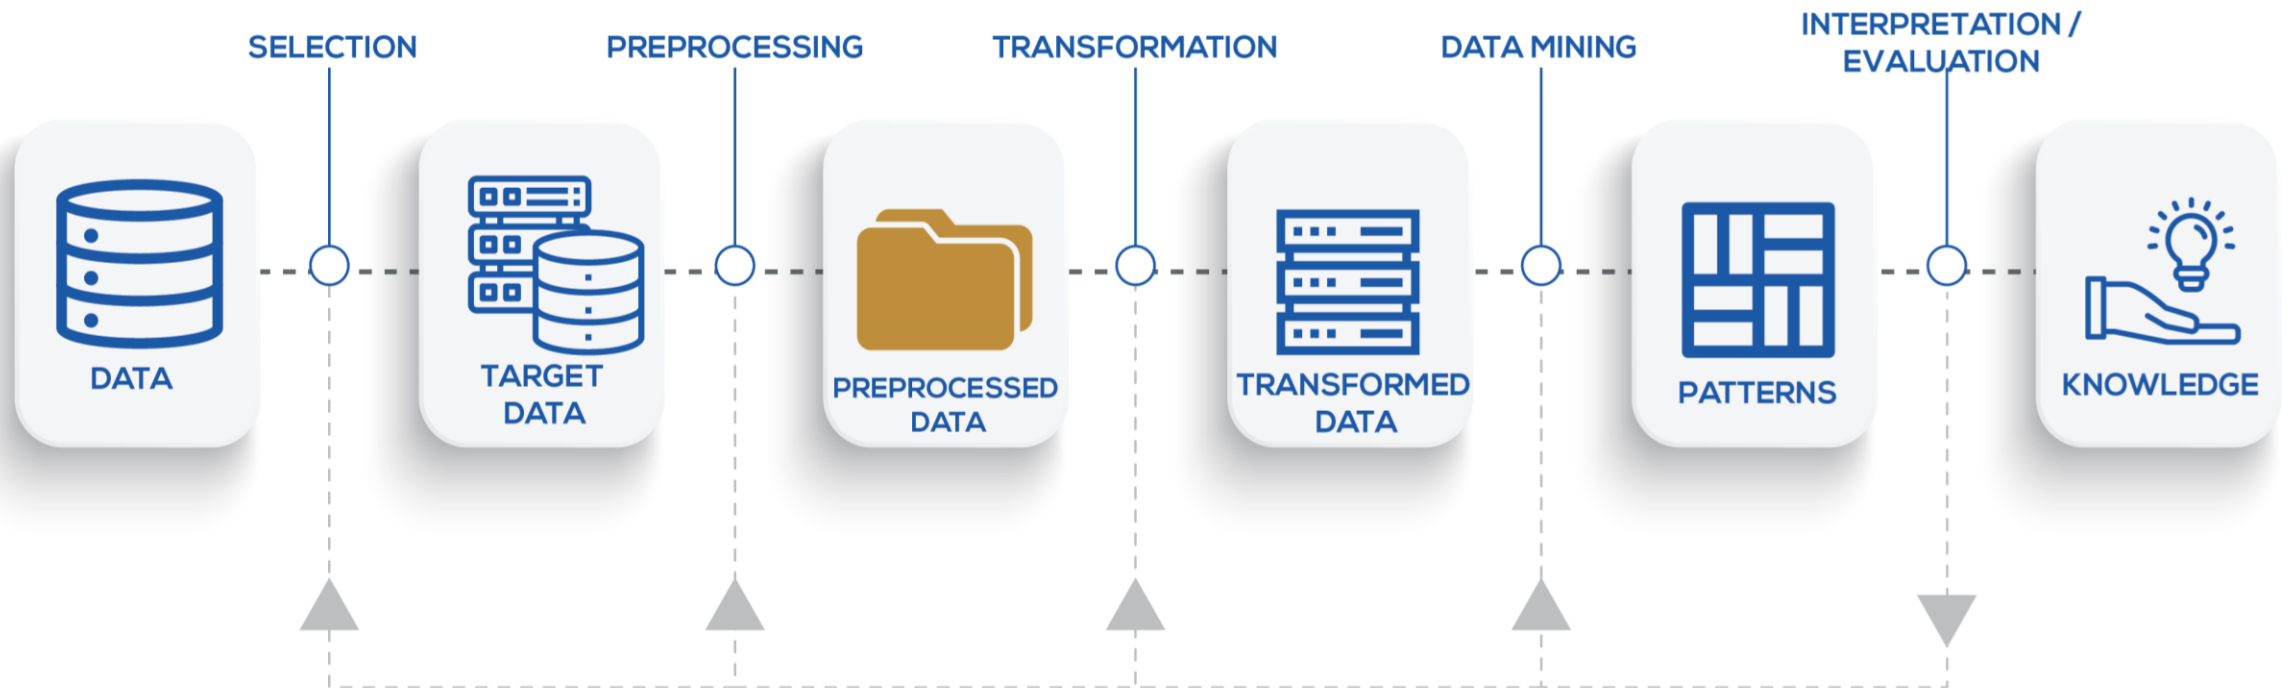 SELECTION
PREPROCESSING
TRANSFORMATION
DATA MINING
INTERPRETATION /
EVALUATION
DATA
TARGET
DATA
PREPROCESSED
DATA
TRANSFORMED
DATA
PATTERNS
KNOWLEDGE